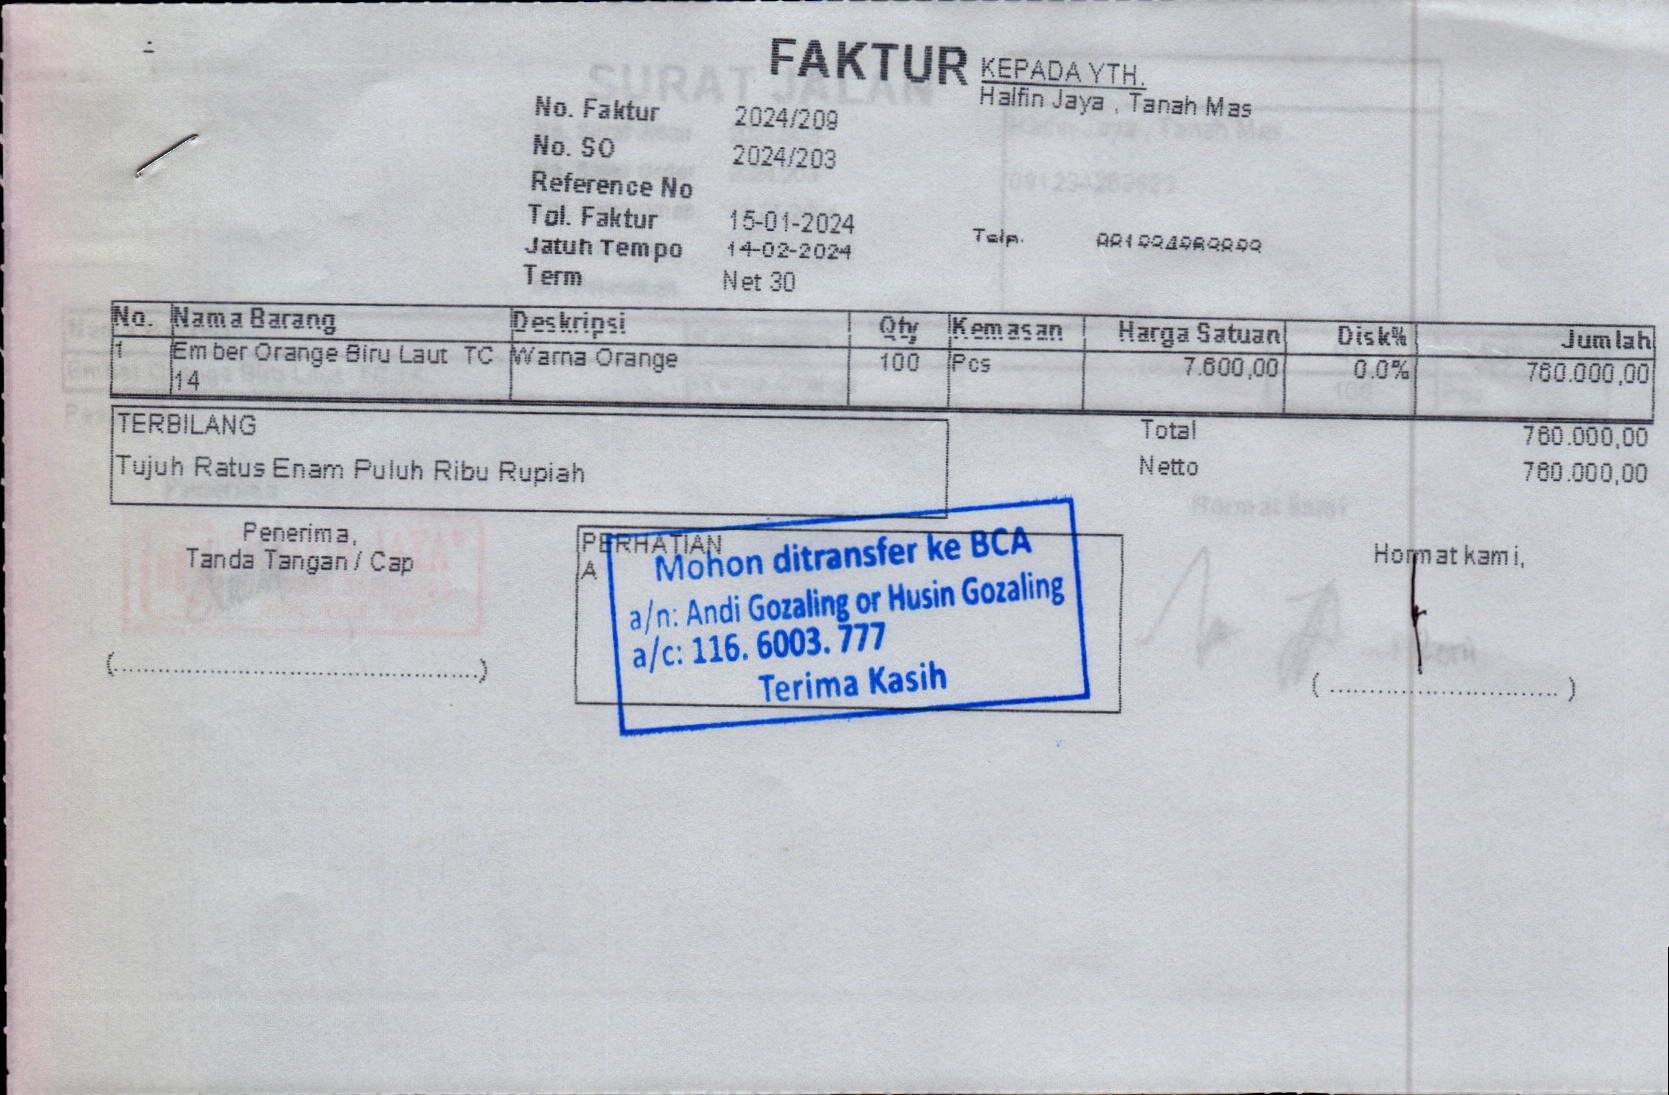 FAKTUR
KEPADA YTH.
Halfin Jaya , Tanah Mas
No. Faktur 2024/209
No. SO 2024/203
Reference No
Tgl. Faktur 15-01-2024
Telp.
Jatuh Tempo 14-02-2024
Term Net 30
No. Nama Barang Deskripsi Qty Kemasan Harga Satuan Disk% Jumlah
1 Ember Orange Biru Laut TC Warna Orange 100 Pcs 7.600,00 0.0% 760.000,00
14
TERBILANG
Total 760.000,00
Tujuh Ratus Enam Puluh Ribu Rupiah
Netto 760.000,00
Penerima,
Tanda Tangan / Cap
PERHATIAN
A
Mohon ditransfer ke BCA
a/n: Andi Gozaling or Husin Gozaling
a/c: 116. 6003. 777
Terima Kasih
Hormat kami,
(................................................)
(.............................)
SURAT JALAN
Hormat kami